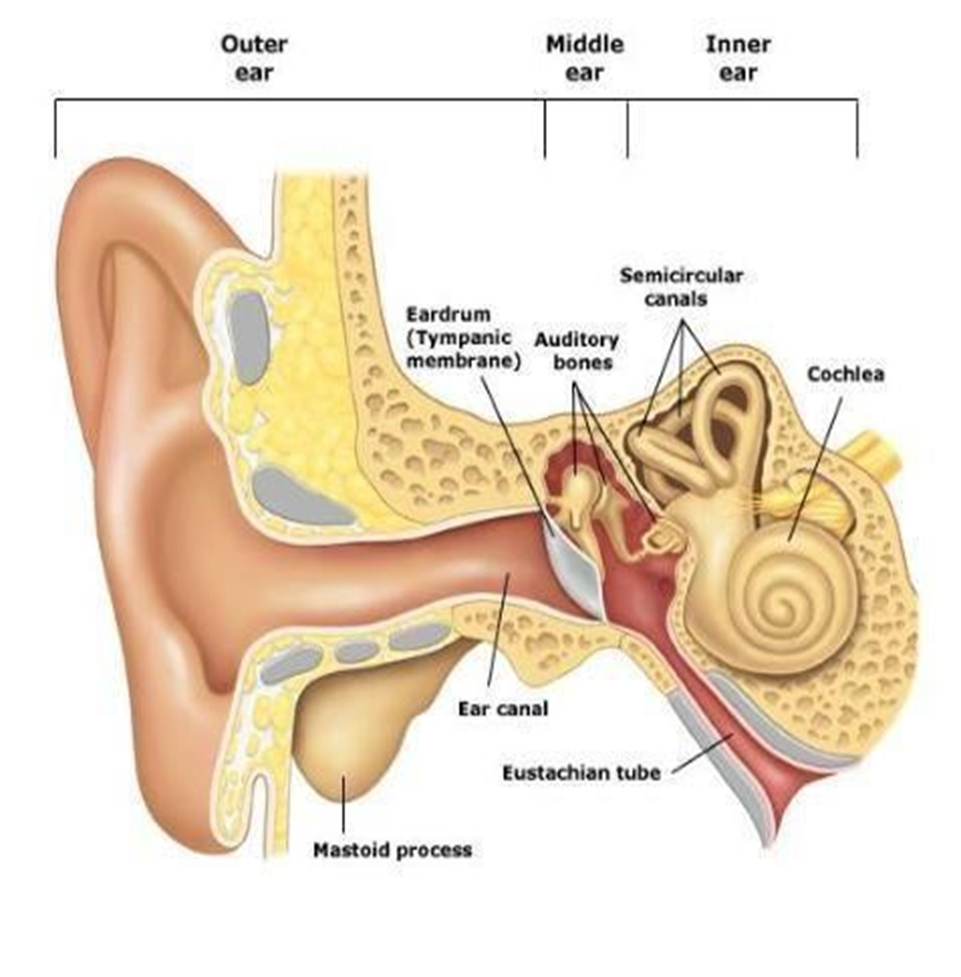 Outer
ear
Middle
ear
Inner
ear
Semicircular
canals
Eardrum
(Tympanic
membrane)
Auditory
bones
Cochlea
Ear canal
Eustachian tube
Mastoid process